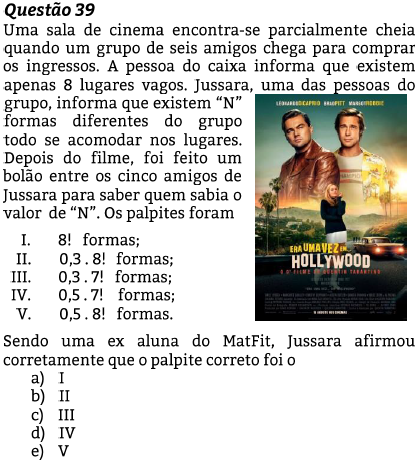 Questão 39
Uma sala de cinema encontra-se parcialmente cheia
quando um grupo de seis amigos chega para comprar
os ingressos. A pessoa do caixa informa que existem
apenas 8 lugares vagos. Jussara, uma das pessoas do
grupo, informa que existem “N”
formas diferentes do grupo
todo se acomodar nos lugares.
Depois do filme, foi feito um
bolão entre os cinco amigos de
Jussara para saber quem sabia o
valor de “N”. Os palpites foram
LEONARDO DICAPRIO BRAD PITT MARGOT ROBBIE
ERA UMA VEZ EM...
HOLLYWOOD
O 9º FILME DE QUENTIN TARANTINO
I. 8! formas;
II. 0,3 . 8! formas;
III. 0,3 . 7! formas;
IV. 0,5 . 7! formas;
V. 0,5 . 8! formas.
Sendo uma ex aluna do MatFit, Jussara afirmou
corretamente que o palpite correto foi o
a) I
b) II
c) III
d) IV
e) V